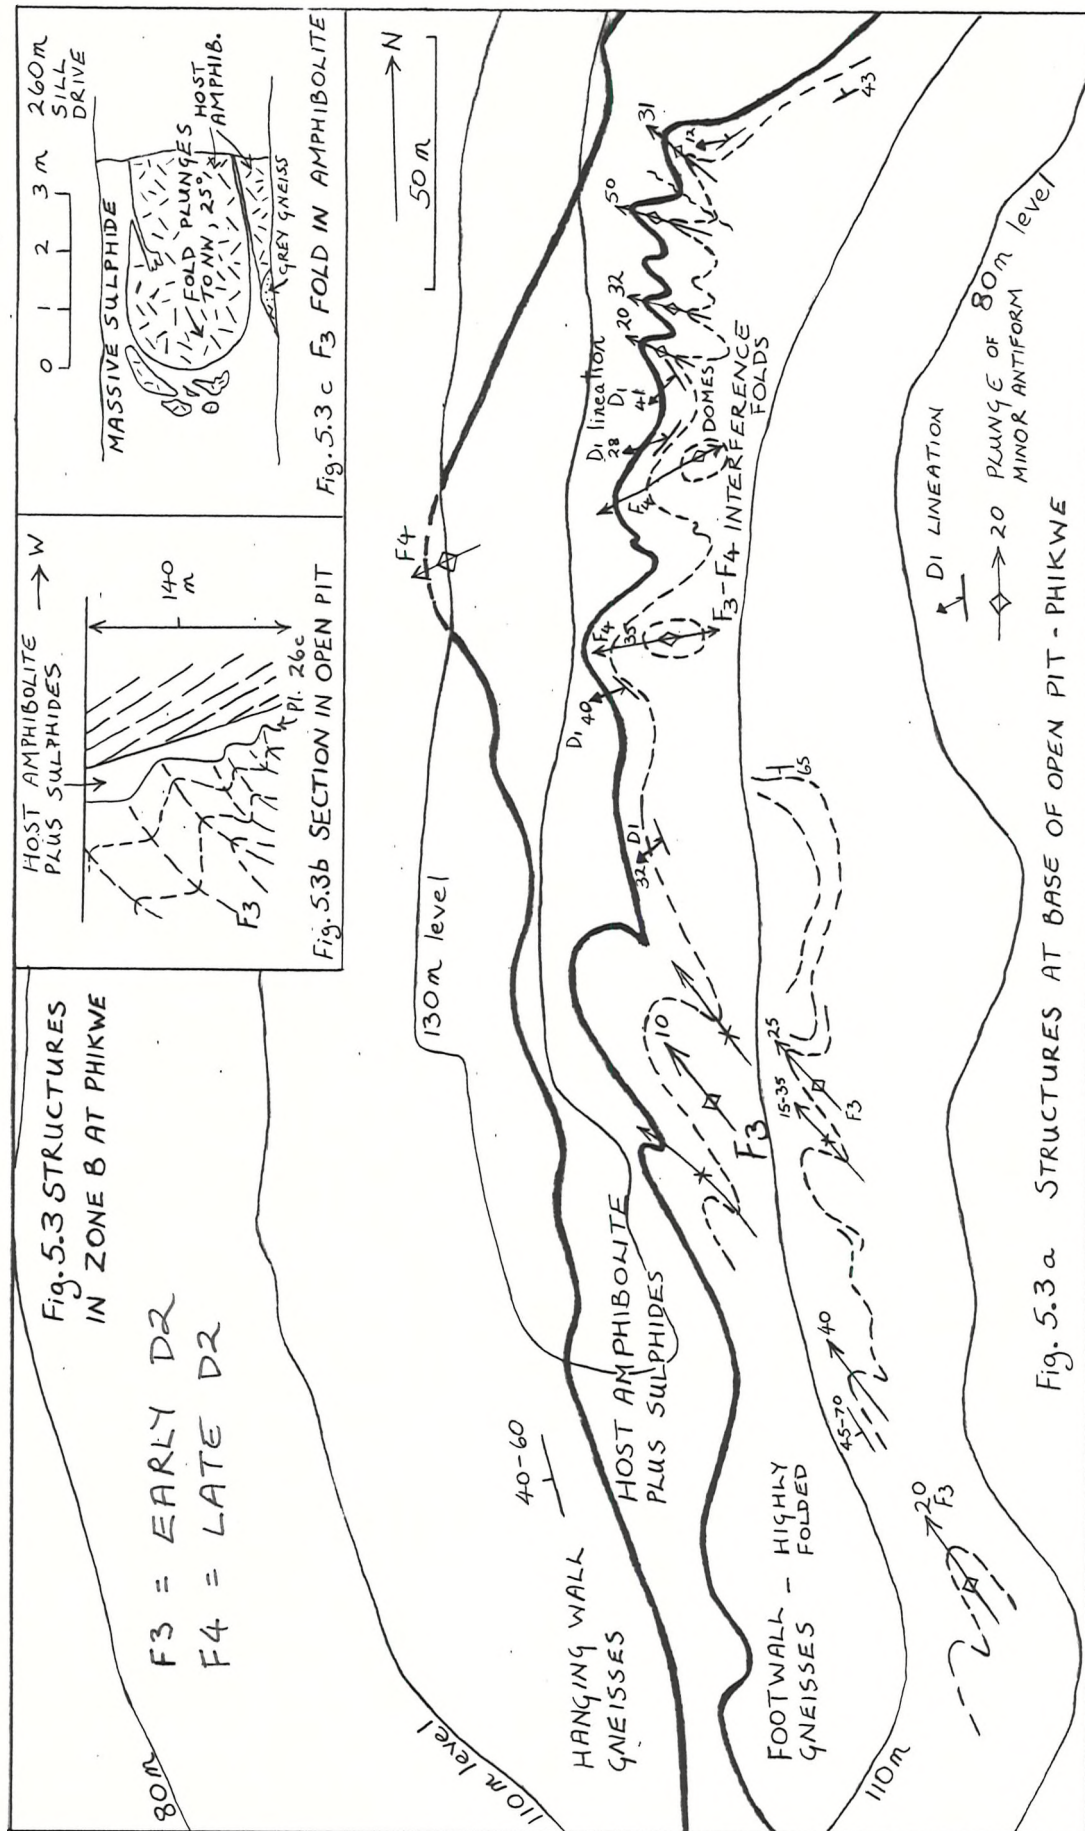 Fig. 5.3 STRUCTURES
IN ZONE B AT PHIKWE
F3 = EARLY D2
F4 = LATE D2
HOST AMPHIBOLITE
PLUS SULPHIDES
→ W
140
m
F3
Pl. 26c
Fig. 5.3b SECTION IN OPEN PIT
0 1 2 3 m
260m
SILL
DRIVE
MASSIVE SULPHIDE
FOLD PLUNGES
TO NW, 25°
HOST
AMPHIB.
GREY GNEISS
Fig. 5.3c F3 FOLD IN AMPHIBOLITE
→ N
50 m
80m
110m level
130m level
F4
40-60
HANGING WALL
GNEISSES
HOST AMPHIBOLITE
PLUS SULPHIDES
FOOTWALL - HIGHLY
GNEISSES FOLDED
110m
10
F3
32
D1
D1 40
F4
35
F4
D1 lineation
28
D1
41
20
32
50
31
12
43
DOMES
F3-F4 INTERFERENCE
FOLDS
65
15-35
25
F3
45-70
40
20
F3
80m level
D1 LINEATION
20 PLUNGE OF
MINOR ANTIFORM
Fig. 5.3a STRUCTURES AT BASE OF OPEN PIT - PHIKWE